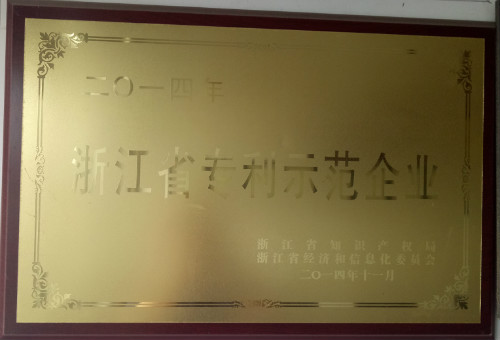 二〇一四年
浙江省专利示范企业
浙江省知识产权局
浙江省经济和信息化委员会
二〇一四年十一月